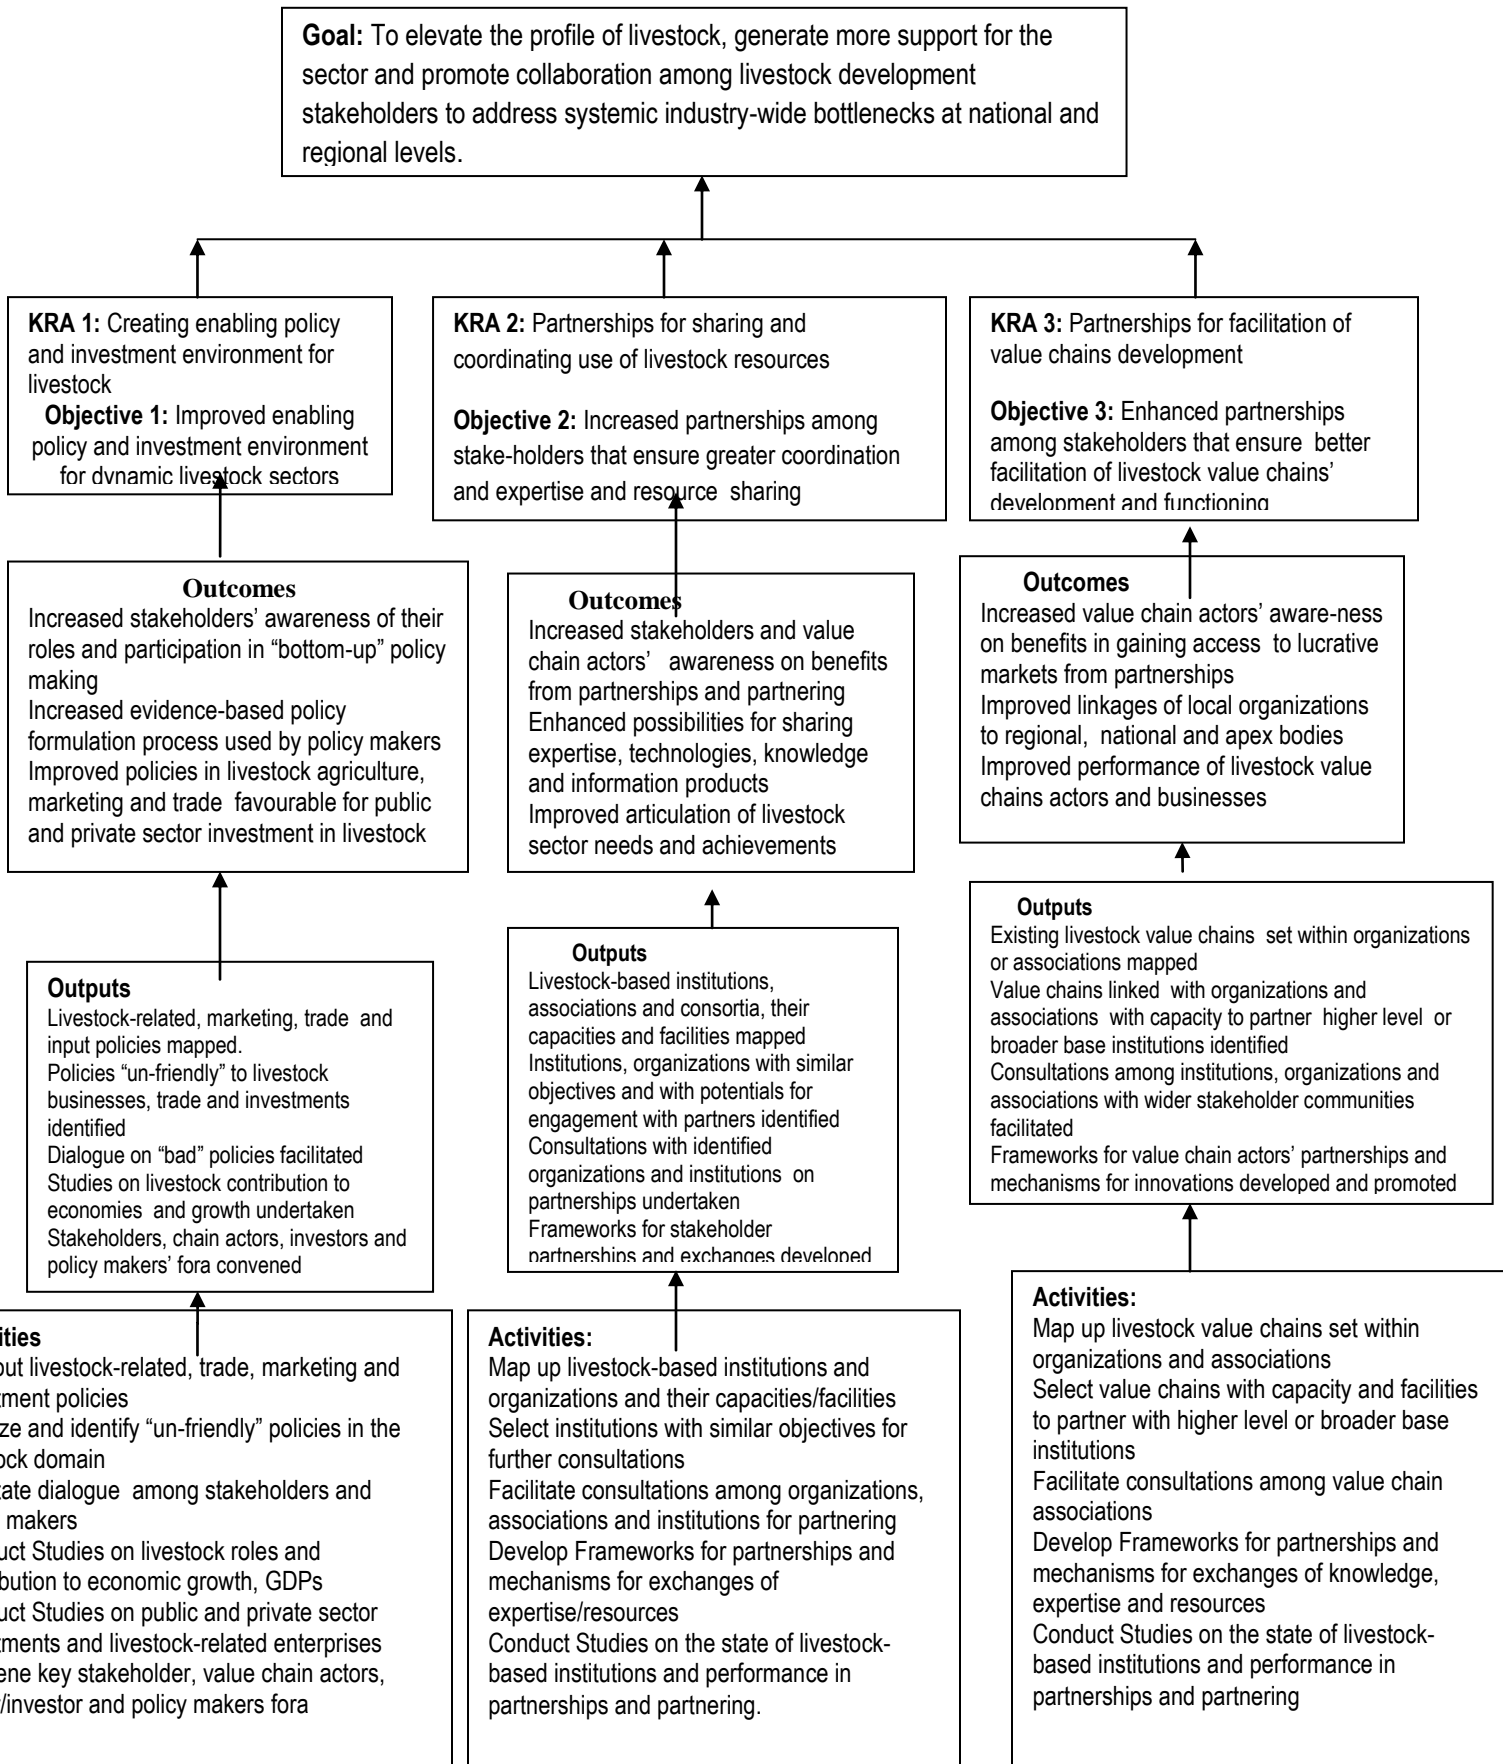 Goal: To elevate the profile of livestock, generate more support for the
sector and promote collaboration among livestock development
stakeholders to address systemic industry-wide bottlenecks at national and
regional levels.
KRA 1: Creating enabling policy
and investment environment for
livestock
Objective 1: Improved enabling
policy and investment environment
for dynamic livestock sectors
KRA 2: Partnerships for sharing and
coordinating use of livestock resources
Objective 2: Increased partnerships among
stake-holders that ensure greater coordination
and expertise and resource sharing
KRA 3: Partnerships for facilitation of
value chains development
Objective 3: Enhanced partnerships
among stakeholders that ensure better
facilitation of livestock value chains’
development and functioning
Outcomes
Increased stakeholders’ awareness of their
roles and participation in “bottom-up” policy
making
Increased evidence-based policy
formulation process used by policy makers
Improved policies in livestock agriculture,
marketing and trade favourable for public
and private sector investment in livestock
Outcomes
Increased stakeholders and value
chain actors’ awareness on benefits
from partnerships and partnering
Enhanced possibilities for sharing
expertise, technologies, knowledge
and information products
Improved articulation of livestock
sector needs and achievements
Outcomes
Increased value chain actors’ aware-ness
on benefits in gaining access to lucrative
markets from partnerships
Improved linkages of local organizations
to regional, national and apex bodies
Improved performance of livestock value
chains actors and businesses
Outputs
Livestock-related, marketing, trade and
input policies mapped.
Policies “un-friendly” to livestock
businesses, trade and investments
identified
Dialogue on “bad” policies facilitated
Studies on livestock contribution to
economies and growth undertaken
Stakeholders, chain actors, investors and
policy makers’ fora convened
Outputs
Livestock-based institutions,
associations and consortia, their
capacities and facilities mapped
Institutions, organizations with similar
objectives and with potentials for
engagement with partners identified
Consultations with identified
organizations and institutions on
partnerships undertaken
Frameworks for stakeholder
partnerships and exchanges developed
Outputs
Existing livestock value chains set within organizations
or associations mapped
Value chains linked with organizations and
associations with capacity to partner higher level or
broader base institutions identified
Consultations among institutions, organizations and
associations with wider stakeholder communities
facilitated
Frameworks for value chain actors’ partnerships and
mechanisms for innovations developed and promoted
ities
out livestock-related, trade, marketing and
tment policies
ze and identify “un-friendly” policies in the
ock domain
tate dialogue among stakeholders and
makers
uct Studies on livestock roles and
bution to economic growth, GDPs
uct Studies on public and private sector
tments and livestock-related enterprises
ene key stakeholder, value chain actors,
/investor and policy makers fora
Activities:
Map up livestock-based institutions and
organizations and their capacities/facilities
Select institutions with similar objectives for
further consultations
Facilitate consultations among organizations,
associations and institutions for partnering
Develop Frameworks for partnerships and
mechanisms for exchanges of
expertise/resources
Conduct Studies on the state of livestock-
based institutions and performance in
partnerships and partnering.
Activities:
Map up livestock value chains set within
organizations and associations
Select value chains with capacity and facilities
to partner with higher level or broader base
institutions
Facilitate consultations among value chain
associations
Develop Frameworks for partnerships and
mechanisms for exchanges of knowledge,
expertise and resources
Conduct Studies on the state of livestock-
based institutions and performance in
partnerships and partnering